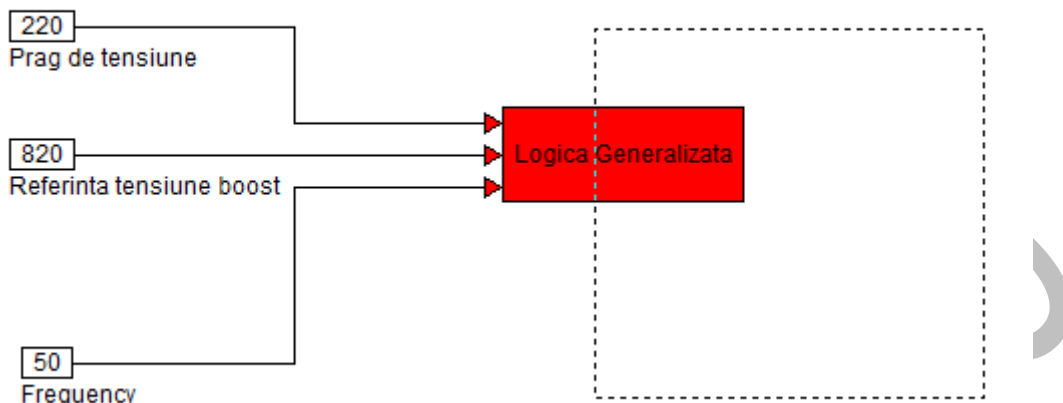 220
Prag de tensiune
820
Referinta tensiune boost
Logica Generalizata
50
Frequency